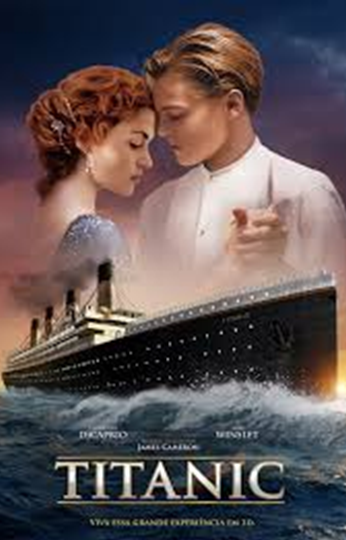 DICAPRIO WINSLET
JAMES CAMERON
TITANIC
VIVA ESSA GRANDE EXPERIÊNCIA EM 3D.